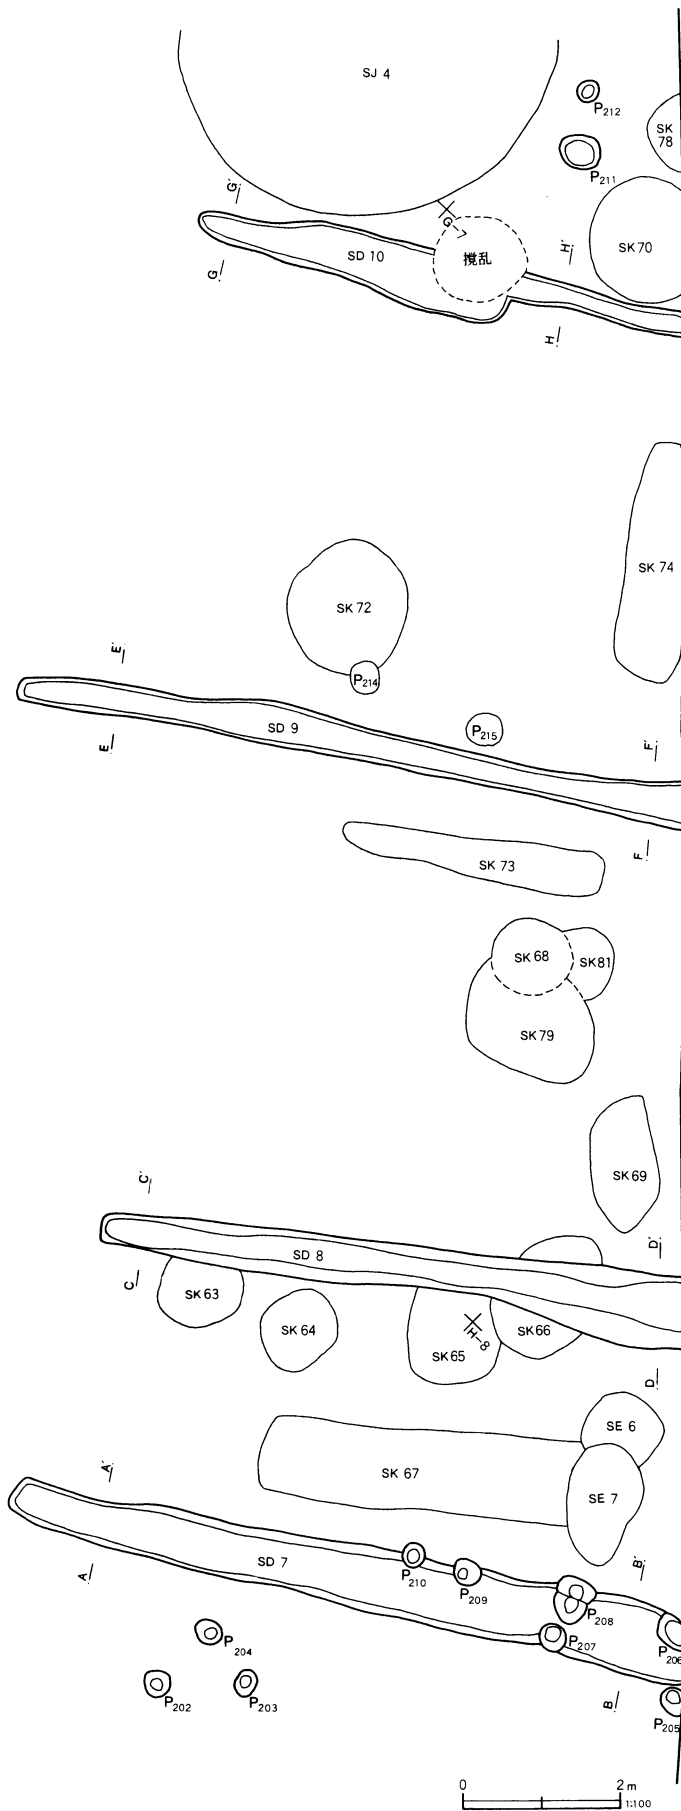 SJ 4
P212
SK
78
P211
G'
G-7
SK 70
H'
SD 10
撹乱
G
H
SK 74
SK 72
E'
P214
SD 9
P215
F'
E
F
SK 73
SK 68
SK 81
SK 79
SK 69
C'
D'
SD 8
C
SK 63
H-8
SK 64
SK 66
SK 65
D
SE 6
SK 67
A'
SE 7
SD 7
P210
B'
A
P209
P208
P204
P207
P206
P202
P203
B
P205
0
2 m
1:100